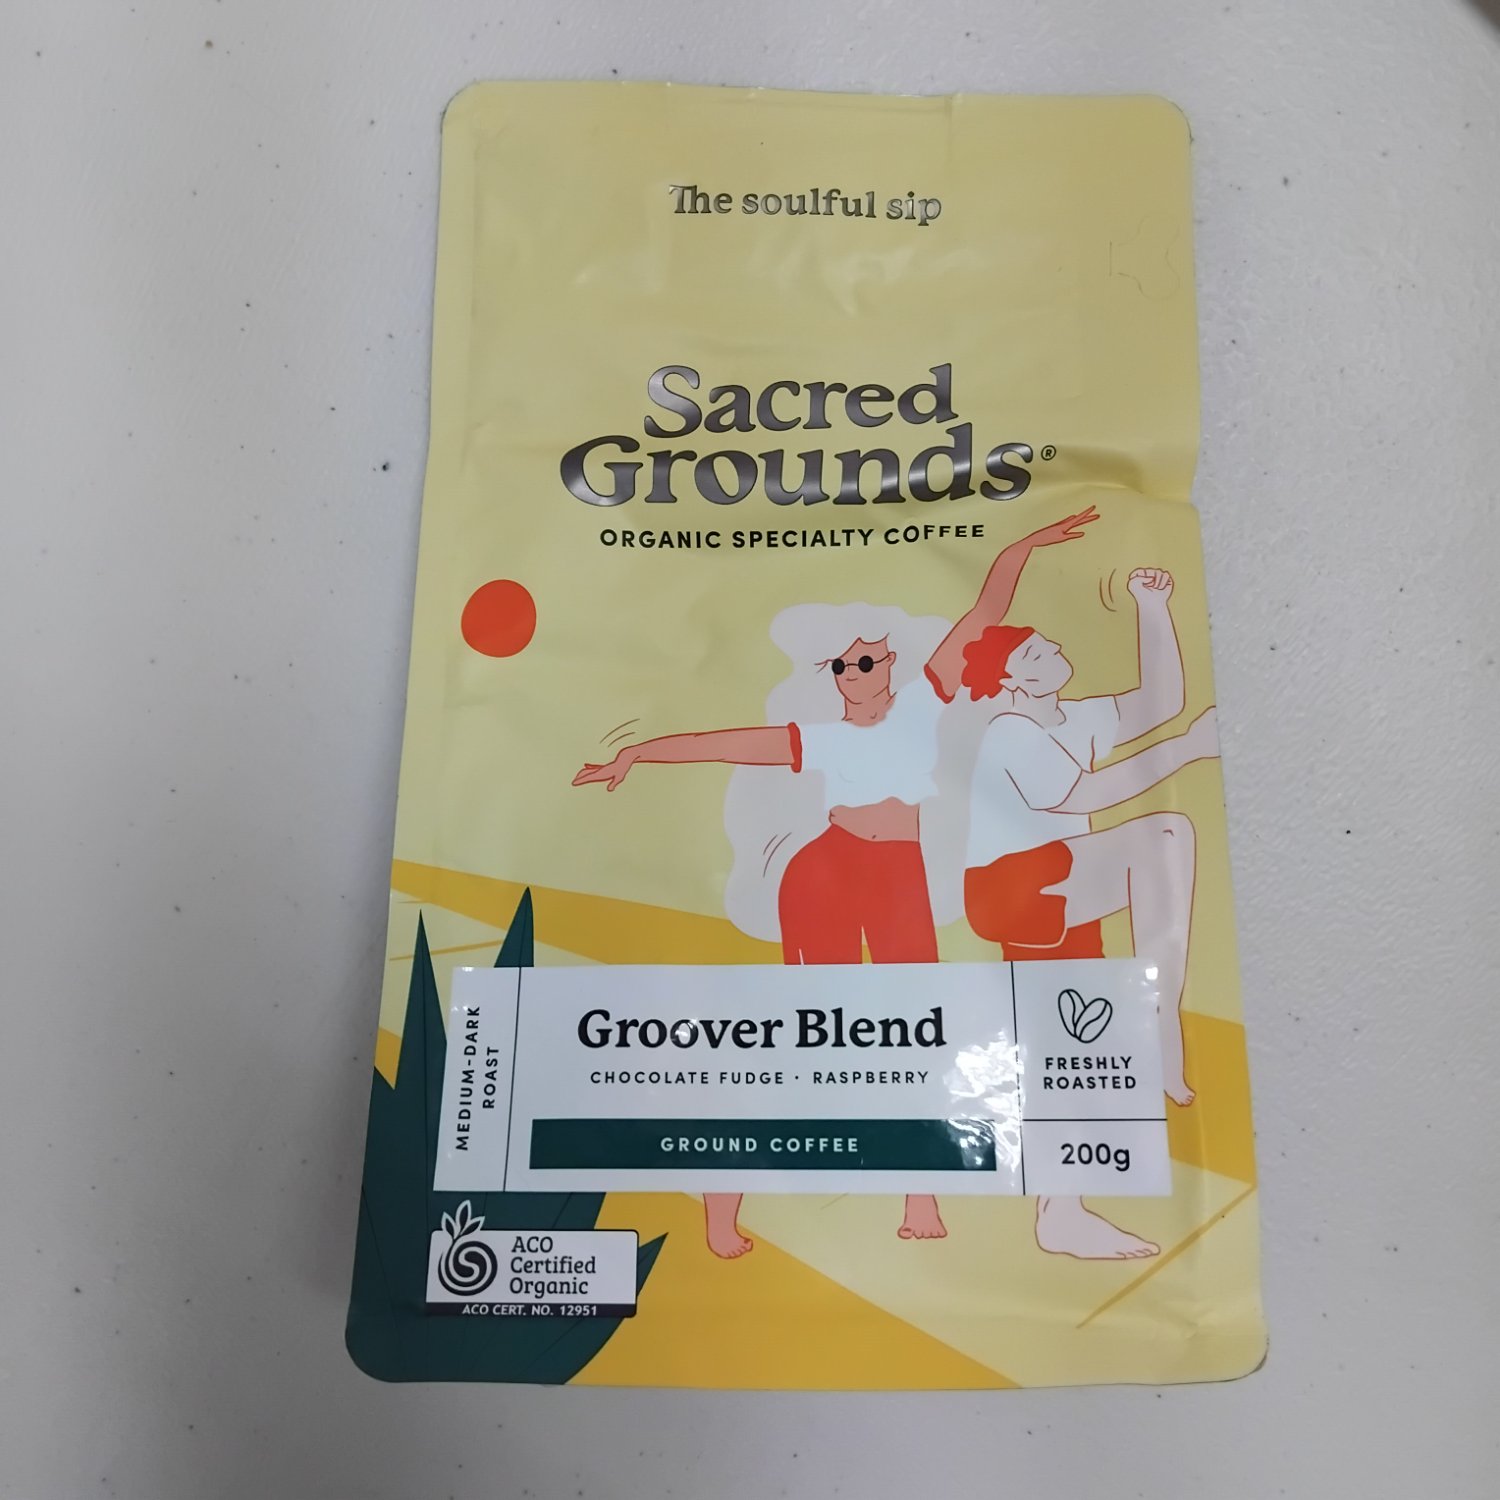 The soulful sip
Sacred
Grounds®
ORGANIC SPECIALTY COFFEE
MEDIUM-DARK
ROAST
Groover Blend
CHOCOLATE FUDGE · RASPBERRY
GROUND COFFEE
FRESHLY
ROASTED
200g
ACO
Certified
Organic
ACO CERT. NO. 12951